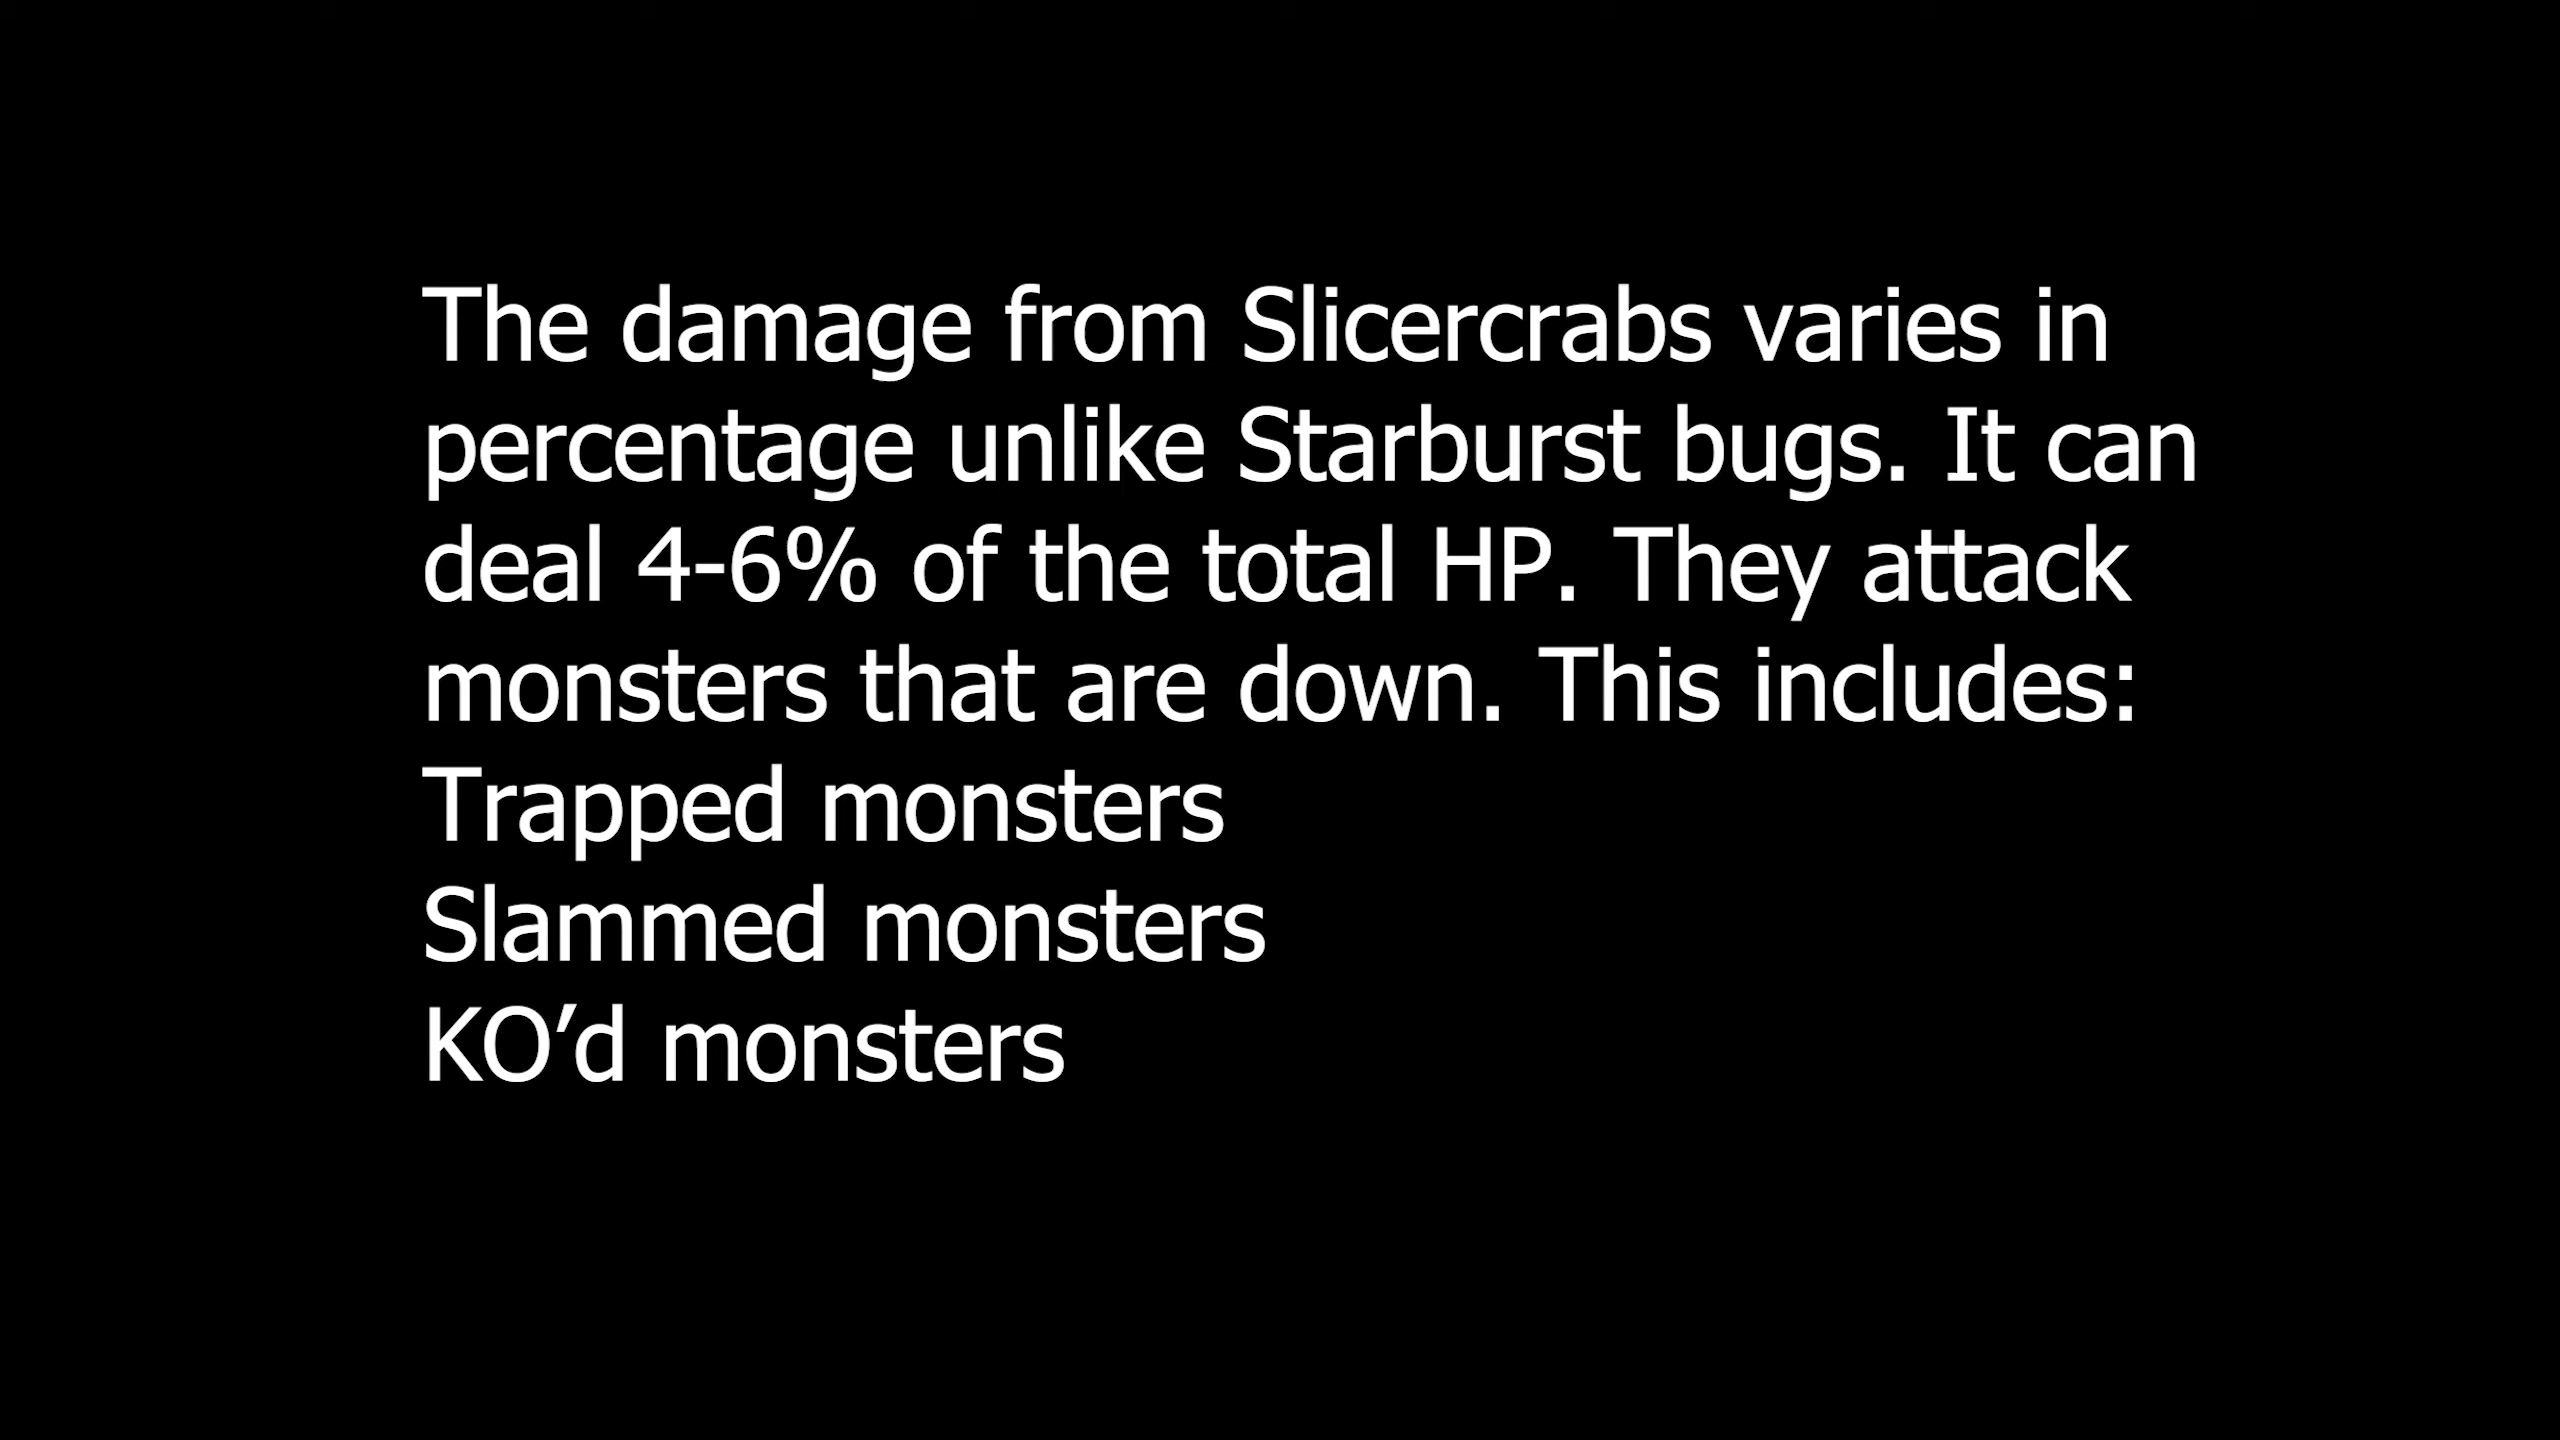 The damage from Slicercrabs varies in
percentage unlike Starburst bugs. It can
deal 4-6% of the total HP. They attack
monsters that are down. This includes:
Trapped monsters
Slammed monsters
KO’d monsters